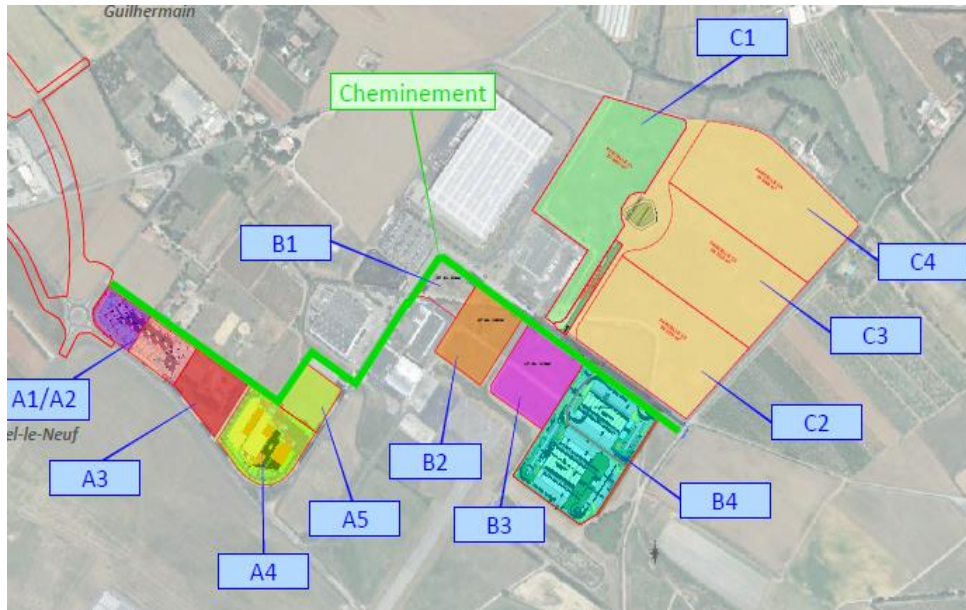 Guilhermain
C1
Cheminement
B1
C4
C3
A1/A2
el-le-Neuf
C2
A3
B2
A5
B3
B4
A4